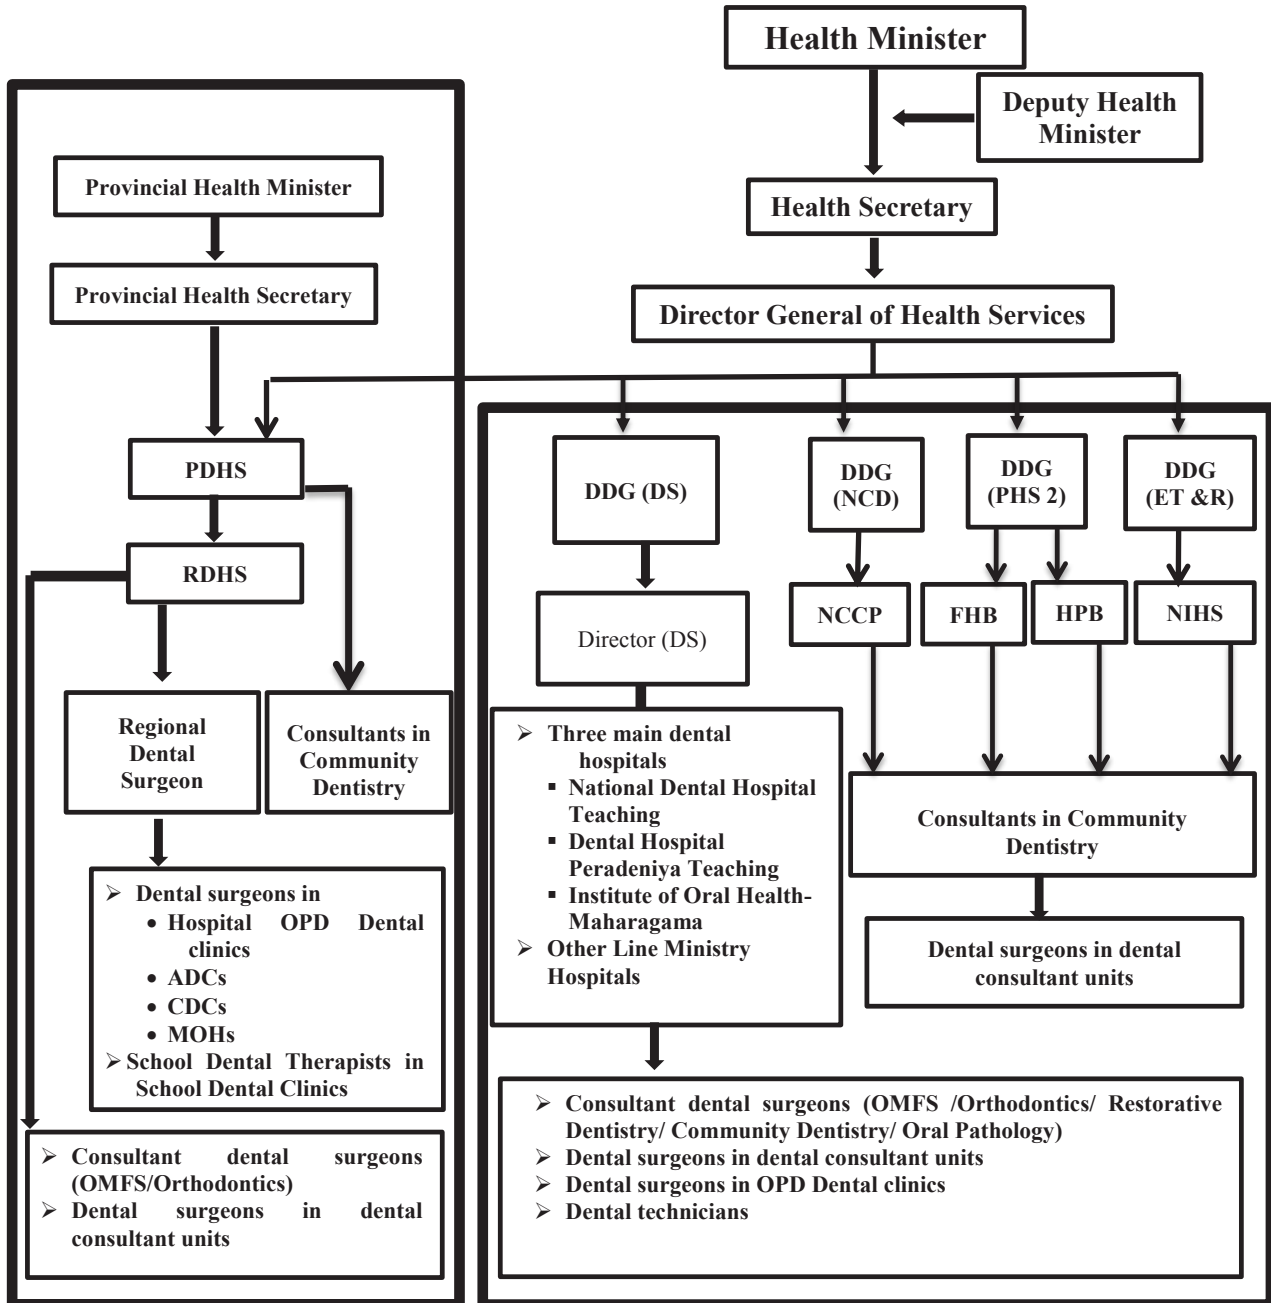 Health Minister
Deputy Health
Minister
Health Secretary
Director General of Health Services
Provincial Health Minister
Provincial Health Secretary
PDHS
RDHS
Regional
Dental
Surgeon
Consultants in
Community
Dentistry
➢ Dental surgeons in
• Hospital OPD Dental
clinics
• ADCs
• CDCs
• MOHs
➢ School Dental Therapists in
School Dental Clinics
➢ Consultant dental surgeons
(OMFS/Orthodontics)
➢ Dental surgeons in dental
consultant units
DDG (DS)
DDG
(NCD)
DDG
(PHS 2)
DDG
(ET &R)
Director (DS)
NCCP
FHB
HPB
NIHS
➢ Three main dental
hospitals
▪ National Dental Hospital
Teaching
▪ Dental Hospital
Peradeniya Teaching
▪ Institute of Oral Health-
Maharagama
➢ Other Line Ministry
Hospitals
Consultants in Community
Dentistry
Dental surgeons in dental
consultant units
➢ Consultant dental surgeons (OMFS /Orthodontics/ Restorative
Dentistry/ Community Dentistry/ Oral Pathology)
➢ Dental surgeons in dental consultant units
➢ Dental surgeons in OPD Dental clinics
➢ Dental technicians